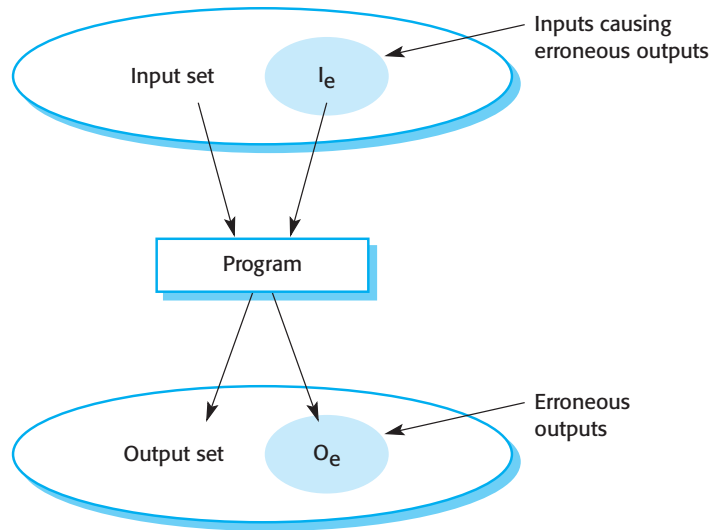 Inputs causing
erroneous outputs
Input set
Ie
Program
Erroneous
outputs
Output set
Oe